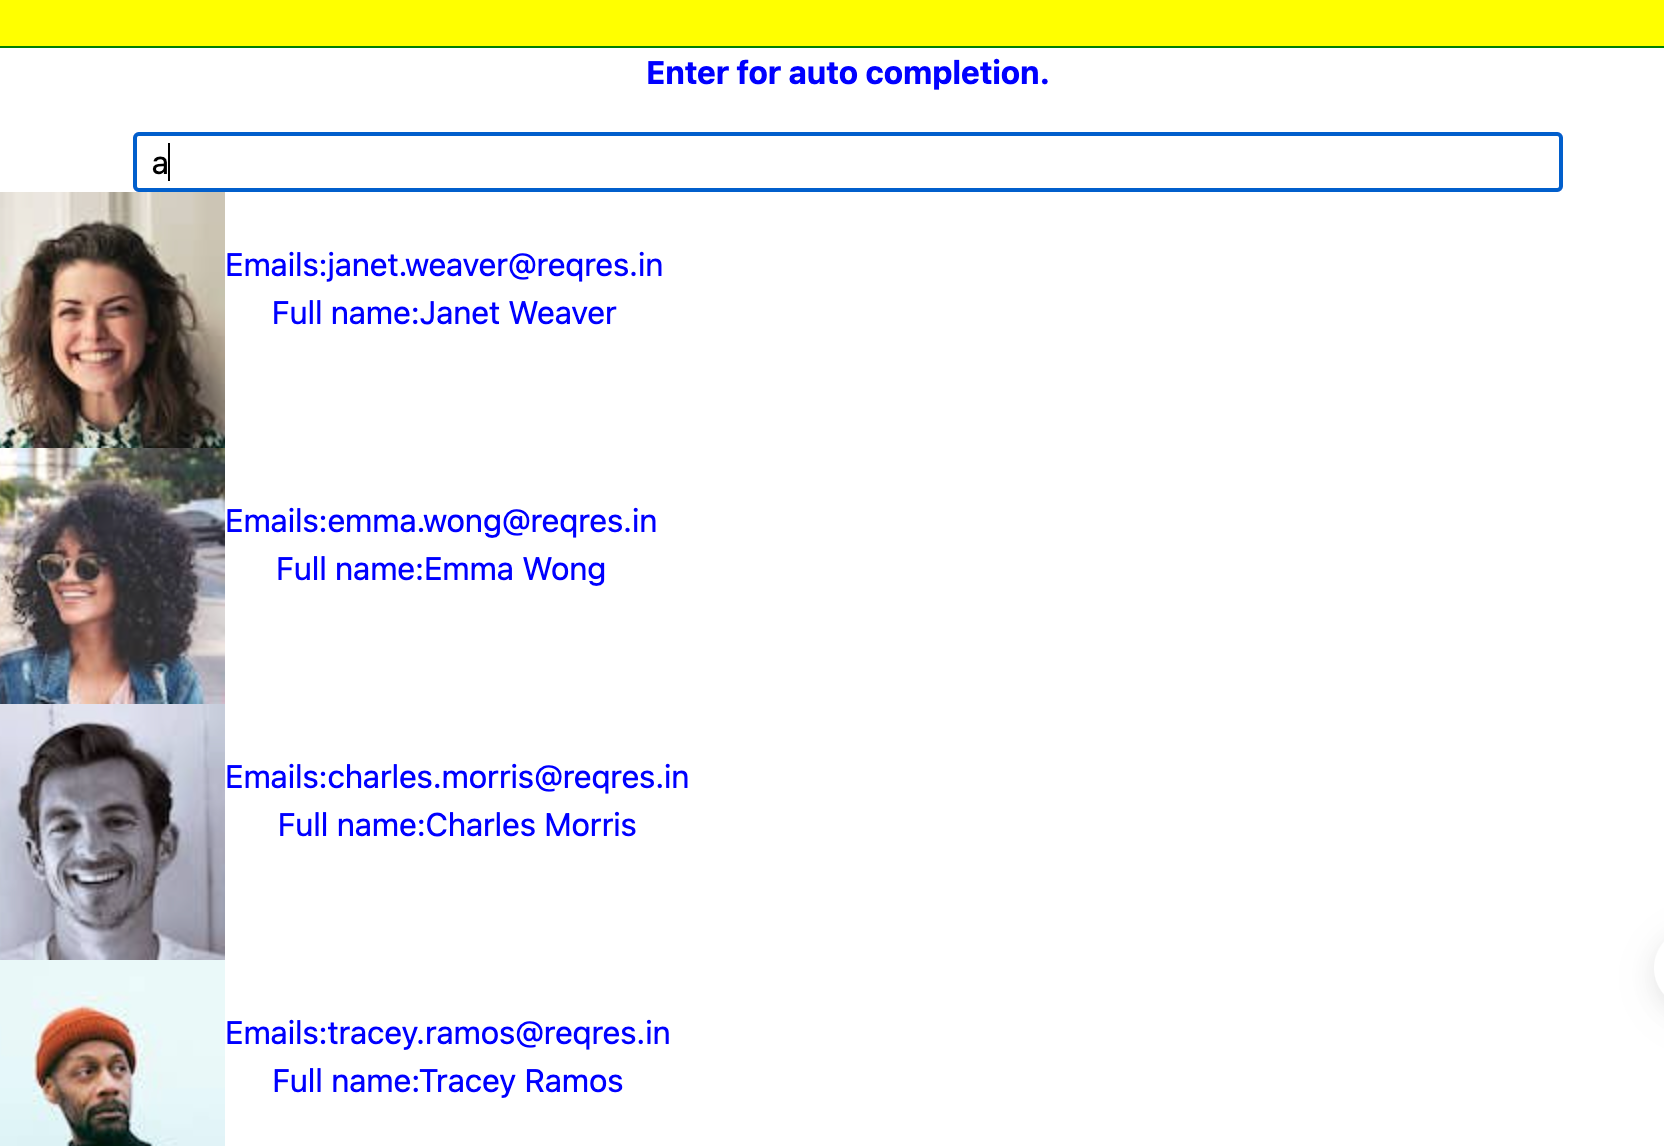 Enter for auto completion.
a
Emails:janet.weaver@reqres.in
Full name:Janet Weaver
Emails:emma.wong@reqres.in
Full name:Emma Wong
Emails:charles.morris@reqres.in
Full name:Charles Morris
Emails:tracey.ramos@reqres.in
Full name:Tracey Ramos